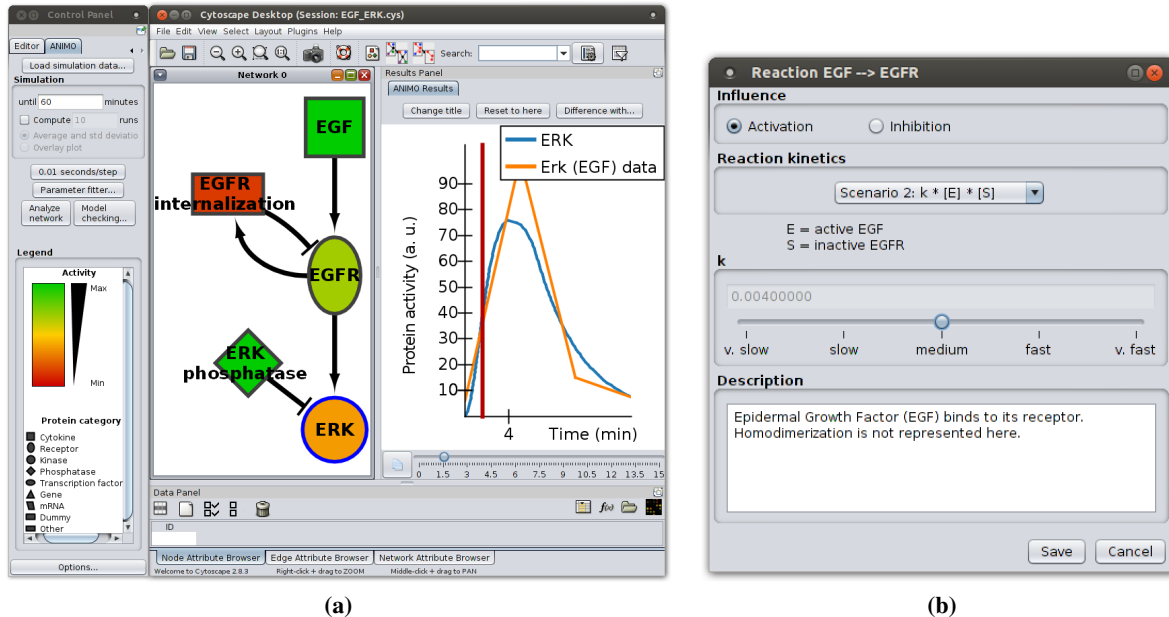 Control Panel
Editor
ANIMO
Load simulation data...
Simulation
until 60 minutes
Compute 10 runs
Average and std deviatio
Overlay plot
0.01 seconds/step
Parameter fitter...
Analyze network
Model checking...
Legend
Activity
Max
Min
Protein category
Cytokine
Receptor
Kinase
Phosphatase
Transcription factor
Gene
mRNA
Dummy
Other
Options...
Cytoscape Desktop (Session: EGF_ERK.cys)
File Edit View Select Layout Plugins Help
Search:
Network 0
EGF
EGFR
internalization
EGFR
ERK
phosphatase
ERK
Results Panel
ANIMO Results
Change title
Reset to here
Difference with...
ERK
Erk (EGF) data
Protein activity (a. u.)
90
80
70
60
50
40
30
20
10
4
Time (min)
0 1.5 3 4.5 6 7.5 9 10.5 12 13.5 15
Data Panel
f(x)
ID
Node Attribute Browser
Edge Attribute Browser
Network Attribute Browser
Welcome to Cytoscape 2.8.3
Right-click + drag to ZOOM
Middle-click + drag to PAN
(a)
Reaction EGF --> EGFR
Influence
Activation
Inhibition
Reaction kinetics
Scenario 2: k * [E] * [S]
E = active EGF
S = inactive EGFR
k
0.00400000
v. slow slow medium fast v. fast
Description
Epidermal Growth Factor (EGF) binds to its receptor.
Homodimerization is not represented here.
Save
Cancel
(b)